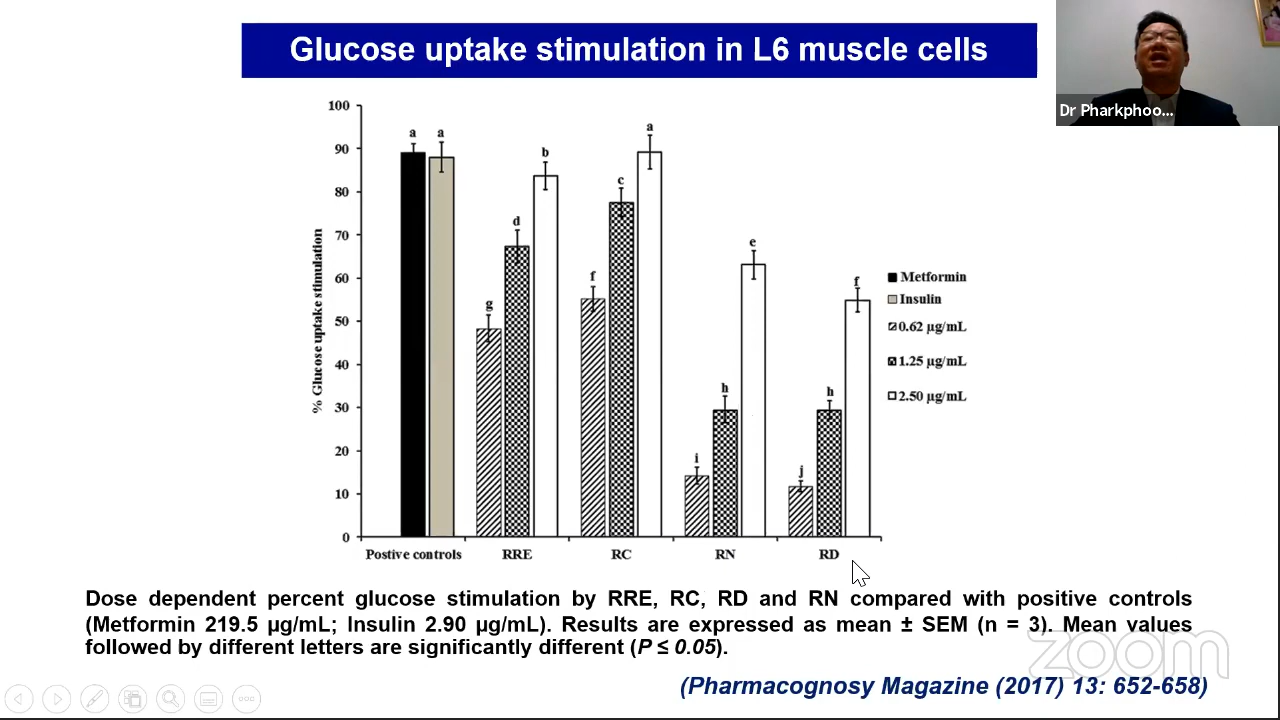 Glucose uptake stimulation in L6 muscle cells
Dr Pharkphoo...
% Glucose uptake stimulation
100
90
80
70
60
50
40
30
20
10
0
a
a
g
d
b
f
c
a
i
h
e
j
h
f
Postive controls
RRE
RC
RN
RD
Metformin
Insulin
0.62 µg/mL
1.25 µg/mL
2.50 µg/mL
Dose dependent percent glucose stimulation by RRE, RC, RD and RN compared with positive controls
(Metformin 219.5 µg/mL; Insulin 2.90 µg/mL). Results are expressed as mean ± SEM (n = 3). Mean values
followed by different letters are significantly different (P ≤ 0.05).
zoom
(Pharmacognosy Magazine (2017) 13: 652-658)